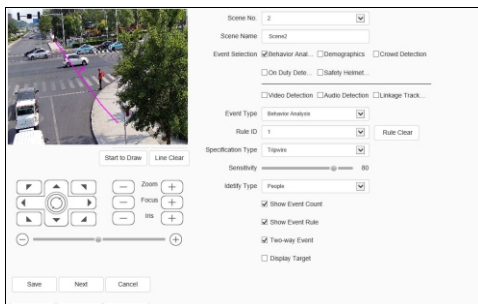 Scene No. 2
Scene Name Scene2
Event Selection Behavior Anal... Demographics Crowd Detection
On Duty Dete... Safety Helmet...
Video Detection Audio Detection Linkage Track...
Event Type Behavior Analysis
Rule ID 1 Rule Clear
Specification Type Tripwire
Start to Draw Line Clear
Sensitivity 80
Idetify Type People
Zoom
Focus
Iris
Show Event Count
Show Event Rule
Two-way Event
Display Target
Save Next Cancel